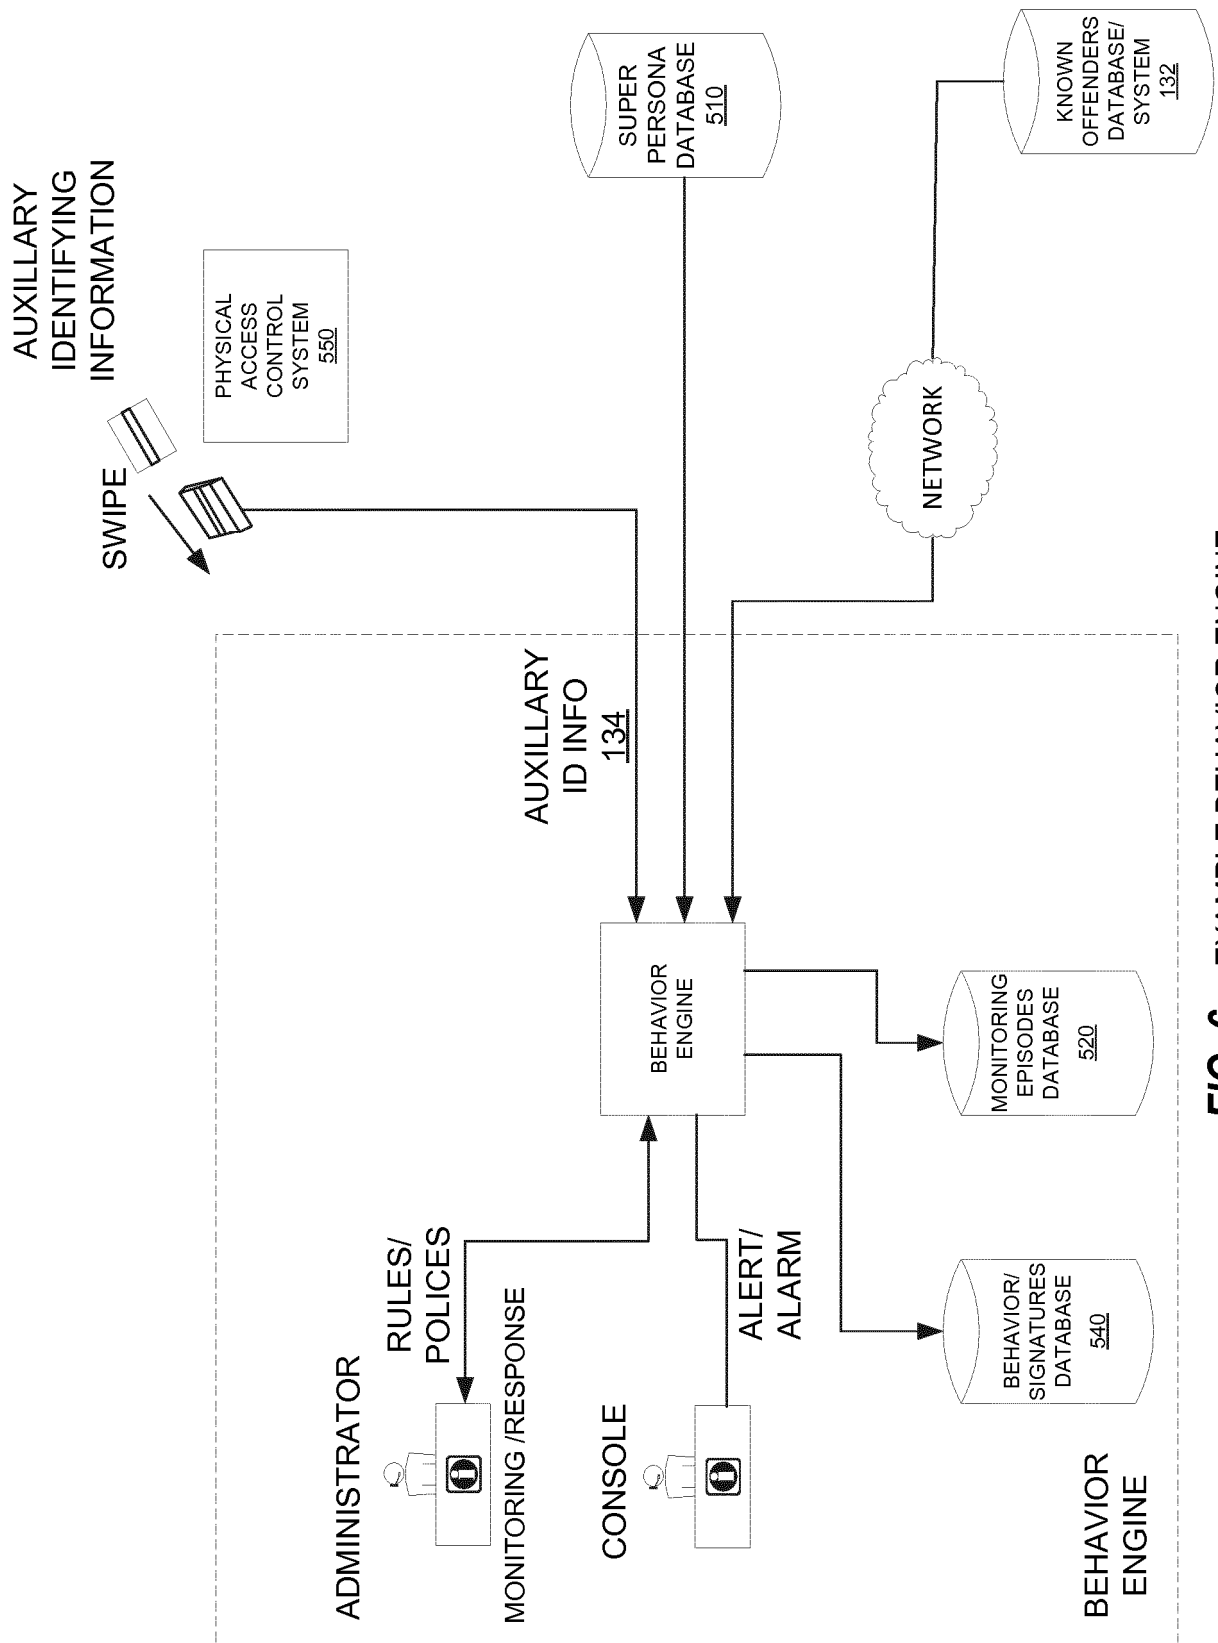 AUXILLARY
IDENTIFYING
INFORMATION
SWIPE
PHYSICAL
ACCESS
CONTROL
SYSTEM
550
SUPER
PERSONA
DATABASE
510
KNOWN
OFFENDERS
DATABASE/
SYSTEM
132
NETWORK
AUXILLARY
ID INFO
134
BEHAVIOR
ENGINE
ADMINISTRATOR
RULES/
POLICES
MONITORING /RESPONSE
CONSOLE
ALERT/
ALARM
MONITORING
EPISODES
DATABASE
520
BEHAVIOR/
SIGNATURES
DATABASE
540
BEHAVIOR
ENGINE
FIG. 6 EXAMPLE BEHAVIOR ENGINE